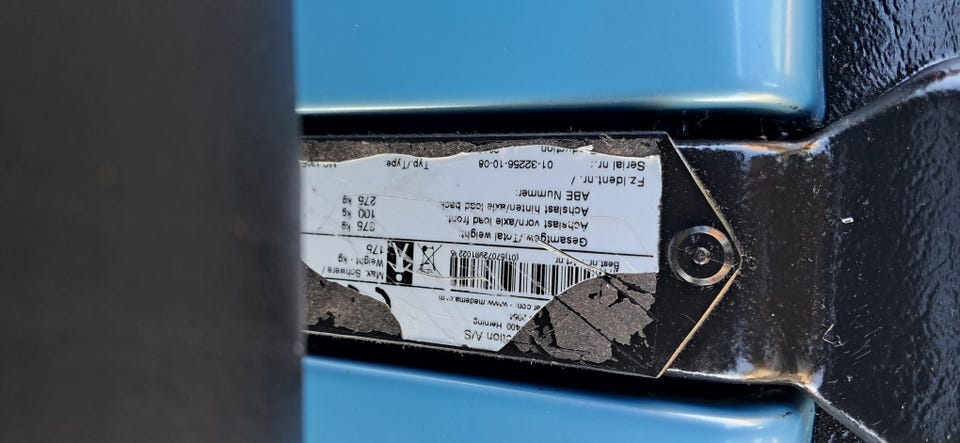 ction A/S
400 Herning
www.medema
Best.nr
Max. Schwere /
Weight - kg
175
Gesamtgew./Total weight: 375 kg
Achslast vorn/axle load front: 100 kg
Achslast hinten/axle load back: 275 kg
ABE Nummer:
Fz.Ident.nr. /
Serial nr.: 01-32256-10-08 Typ/Type: